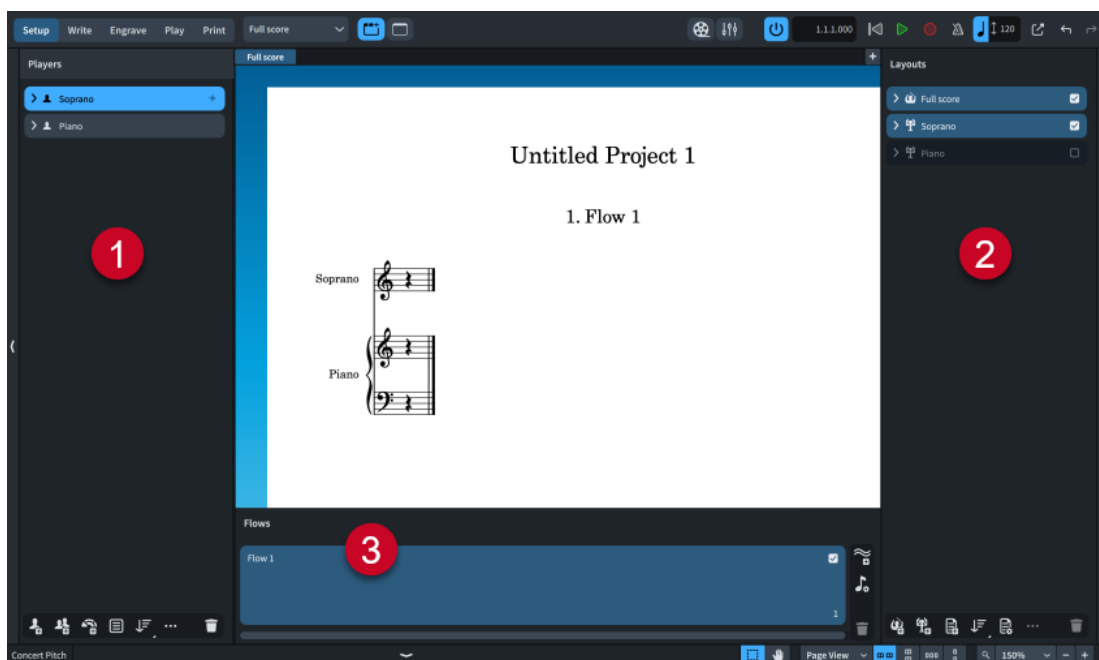 Setup Write Engrave Play Print Full score 1.1.1.000 120
Players
Full score
Layouts
Soprano
Piano
Full score
Soprano
Piano
Untitled Project 1
1. Flow 1
Soprano
Piano
1
2
Flows
Flow 1
3
1
Concert Pitch Page View 150%